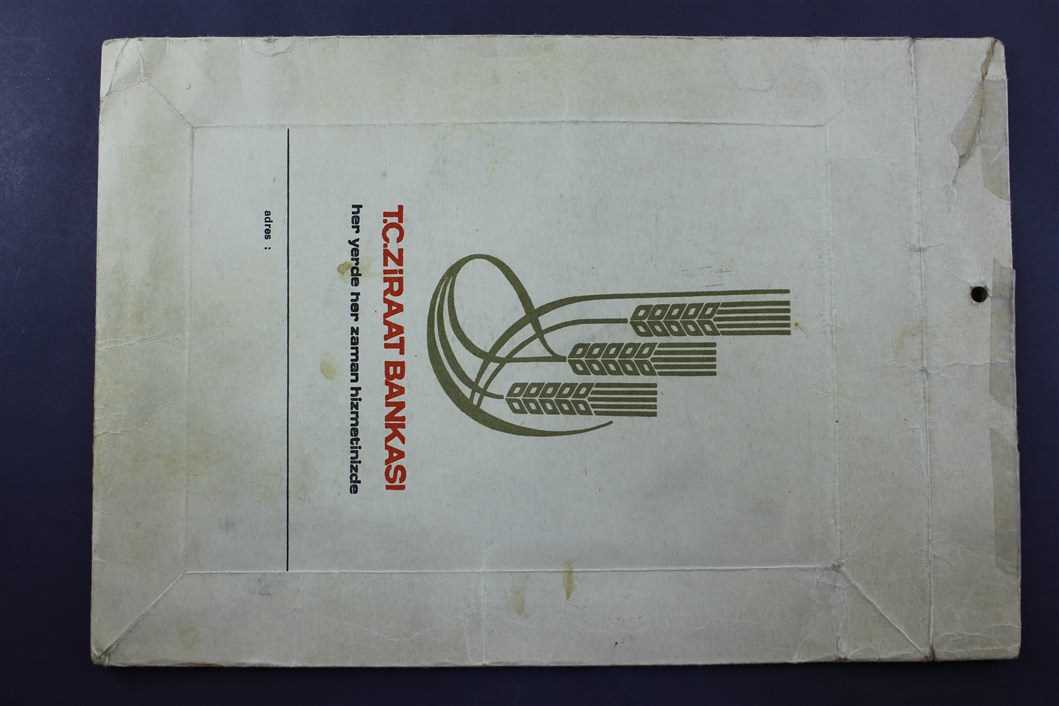 T.C.ZİRAAT BANKASI
her yerde her zaman hizmetinizde
adres :